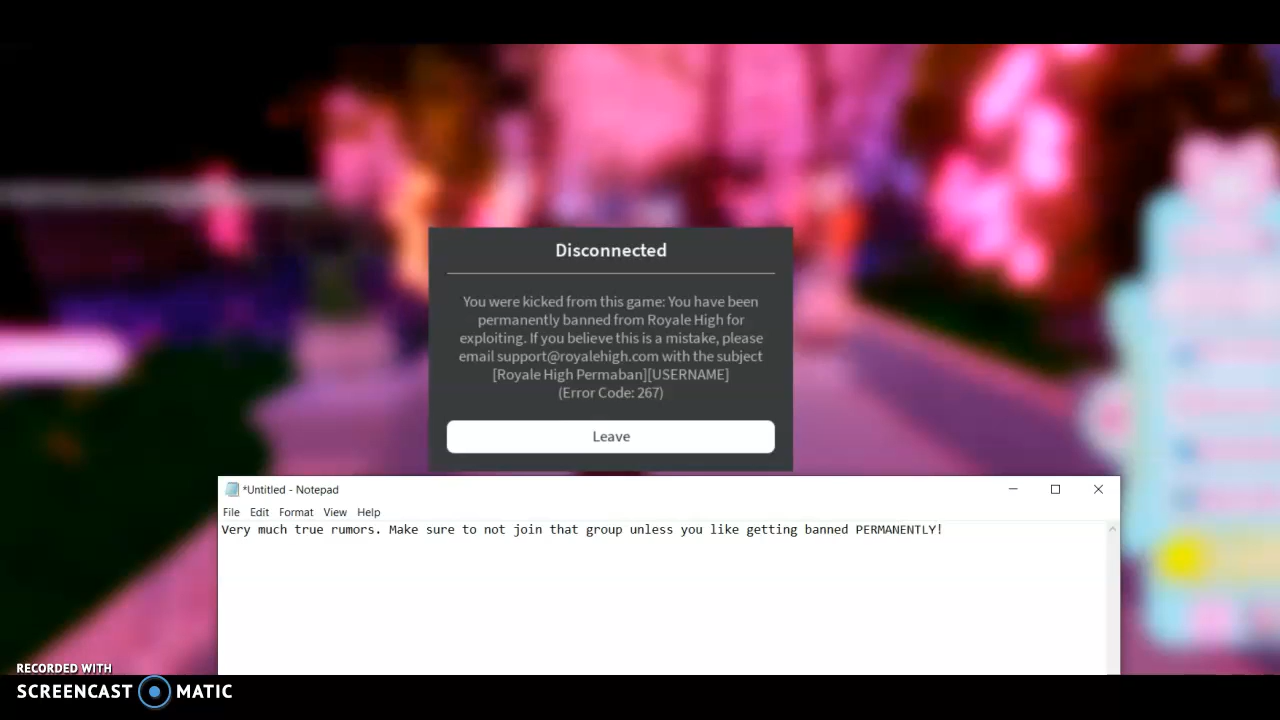 Disconnected
You were kicked from this game: You have been
permanently banned from Royale High for
exploiting. If you believe this is a mistake, please
email support@royalehigh.com with the subject
[Royale High Permaban][USERNAME]
(Error Code: 267)
Leave
*Untitled - Notepad
File Edit Format View Help
Very much true rumors. Make sure to not join that group unless you like getting banned PERMANENTLY!
RECORDED WITH
SCREENCAST MATIC